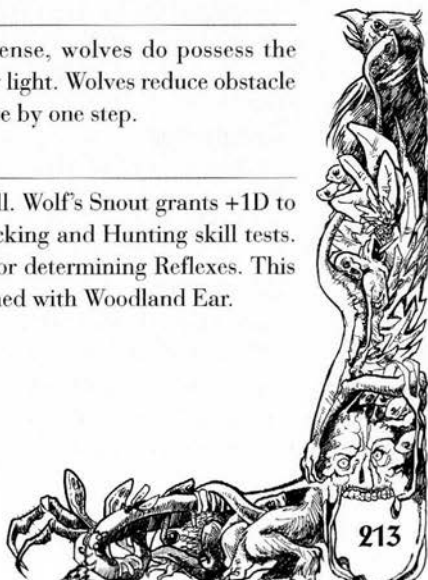 ense, wolves do possess the
light. Wolves reduce obstacle
e by one step.
ll. Wolf's Snout grants +1D to
cking and Hunting skill tests.
or determining Reflexes. This
ned with Woodland Ear.
213